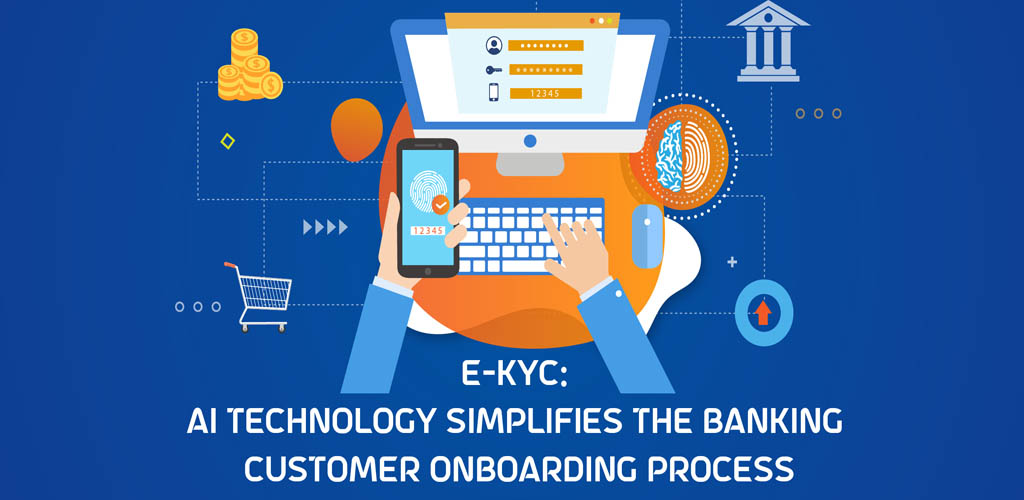 12345
12345
E-KYC:
AI TECHNOLOGY SIMPLIFIES THE BANKING
CUSTOMER ONBOARDING PROCESS